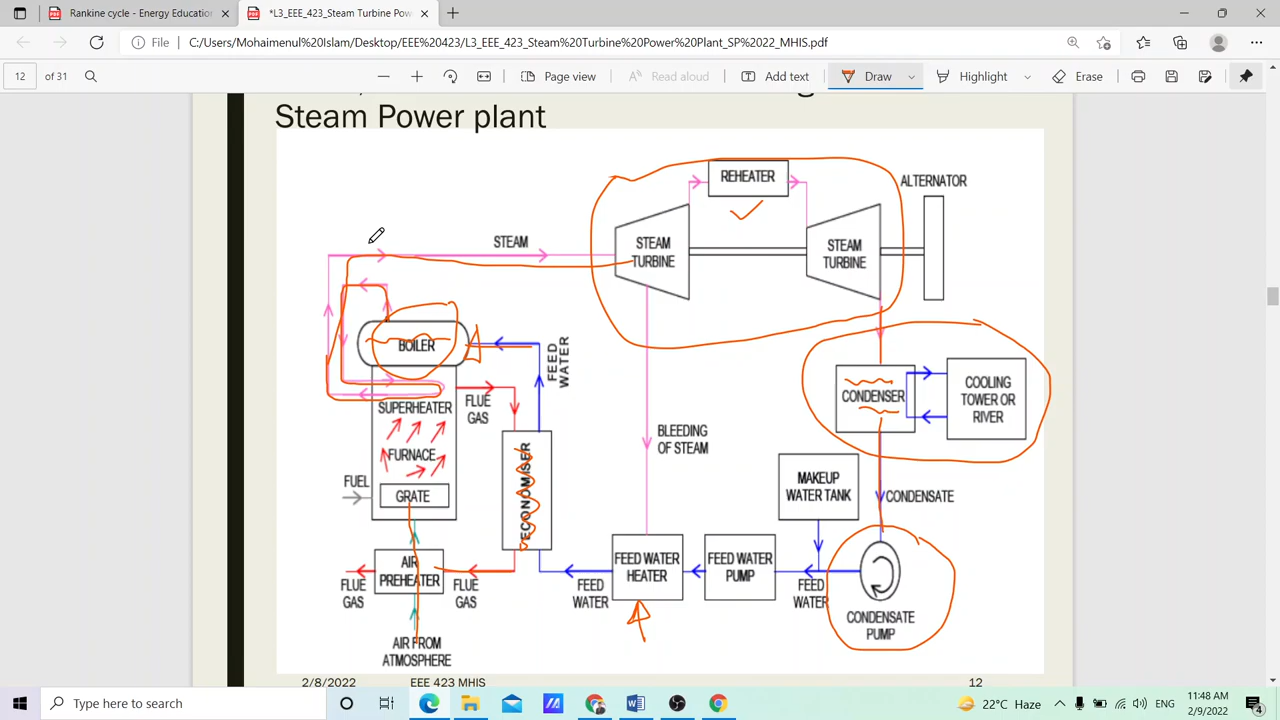 Rankine cycle - Energy Education
*L3_EEE_423_Steam Turbine Pow
File
C:/Users/Mohaimenul%20Islam/Desktop/EEE%20423/L3_EEE_423_Steam%20Turbine%20Power%20Plant_SP%2022_MHIS.pdf
12
of 31
Page view
Read aloud
Add text
Draw
Highlight
Erase
Steam Power plant
REHEATER
ALTERNATOR
STEAM
STEAM
TURBINE
STEAM
TURBINE
BOILER
FEED
WATER
SUPERHEATER
FLUE
GAS
CONDENSER
COOLING
TOWER OR
RIVER
BLEEDING
OF STEAM
FURNACE
ECONOMISER
FUEL
GRATE
MAKEUP
WATER TANK
CONDENSATE
AIR
PREHEATER
FLUE
GAS
FLUE
GAS
FEED
WATER
FEED WATER
HEATER
FEED WATER
PUMP
FEED
WATER
CONDENSATE
PUMP
AIR FROM
ATMOSPHERE
2/8/2022
EEE 423 MHIS
12
Type here to search
22°C Haze
ENG
11:48 AM
2/9/2022
4